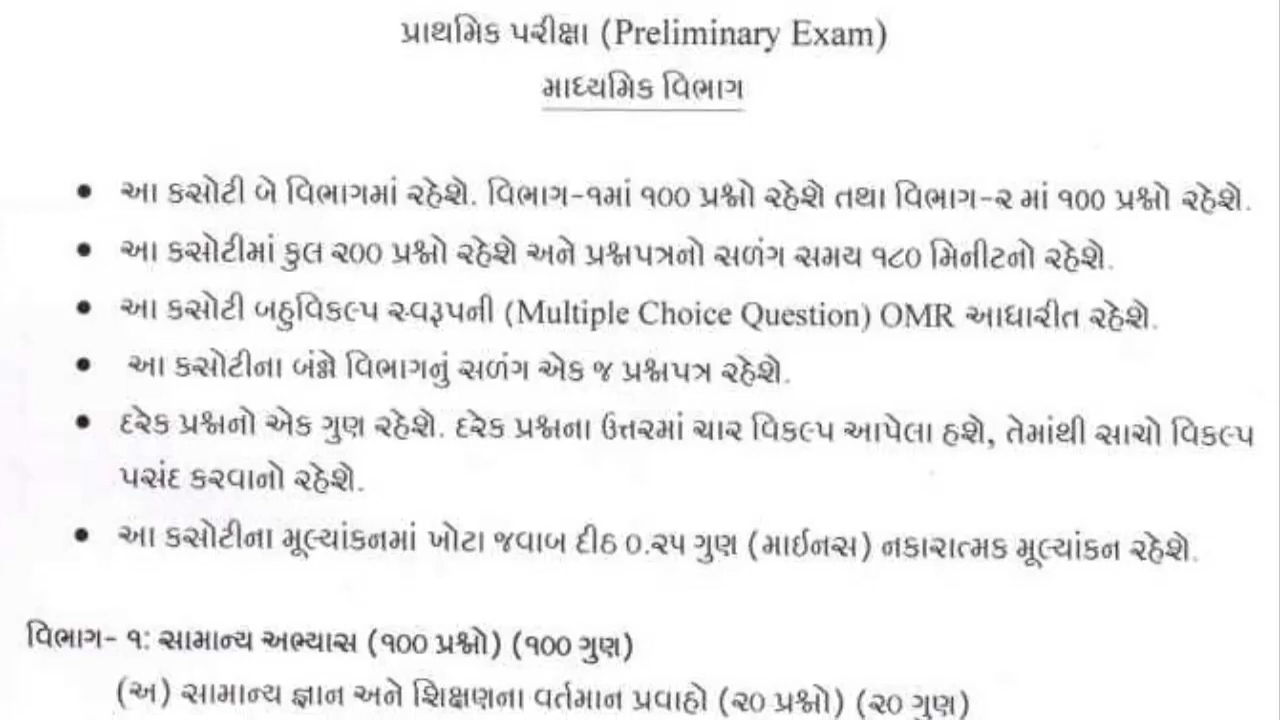 પ્રાથમિક પરીક્ષા (Preliminary Exam)
માધ્યમિક વિભાગ
• આ કસોટી બે વિભાગમાં રહેશે. વિભાગ-૧માં ૧૦૦ પ્રશ્નો રહેશે તથા વિભાગ-૨ માં ૧૦૦ પ્રશ્નો રહેશે.
• આ કસોટીમાં કુલ ૨૦૦ પ્રશ્નો રહેશે અને પ્રશ્નપત્રનો સળંગ સમય ૧૮૦ મિનીટનો રહેશે.
• આ કસોટી બહુવિકલ્પ સ્વરૂપની (Multiple Choice Question) OMR આધારીત રહેશે.
• આ કસોટીના બંન્ને વિભાગનું સળંગ એક જ પ્રશ્નપત્ર રહેશે.
• દરેક પ્રશ્નનો એક ગુણ રહેશે. દરેક પ્રશ્નના ઉત્તરમાં ચાર વિકલ્પ આપેલા હશે, તેમાંથી સાચો વિકલ્પ
પસંદ કરવાનો રહેશે.
• આ કસોટીના મૂલ્યાંકનમાં ખોટા જવાબ દીઠ ૦.૨૫ ગુણ (માઈનસ) નકારાત્મક મૂલ્યાંકન રહેશે.
વિભાગ- ૧: સામાન્ય અભ્યાસ (૧૦૦ પ્રશ્નો) (૧૦૦ ગુણ)
(અ) સામાન્ય જ્ઞાન અને શિક્ષણના વર્તમાન પ્રવાહો (૨૦ પ્રશ્નો) (૨૦ ગુણ)